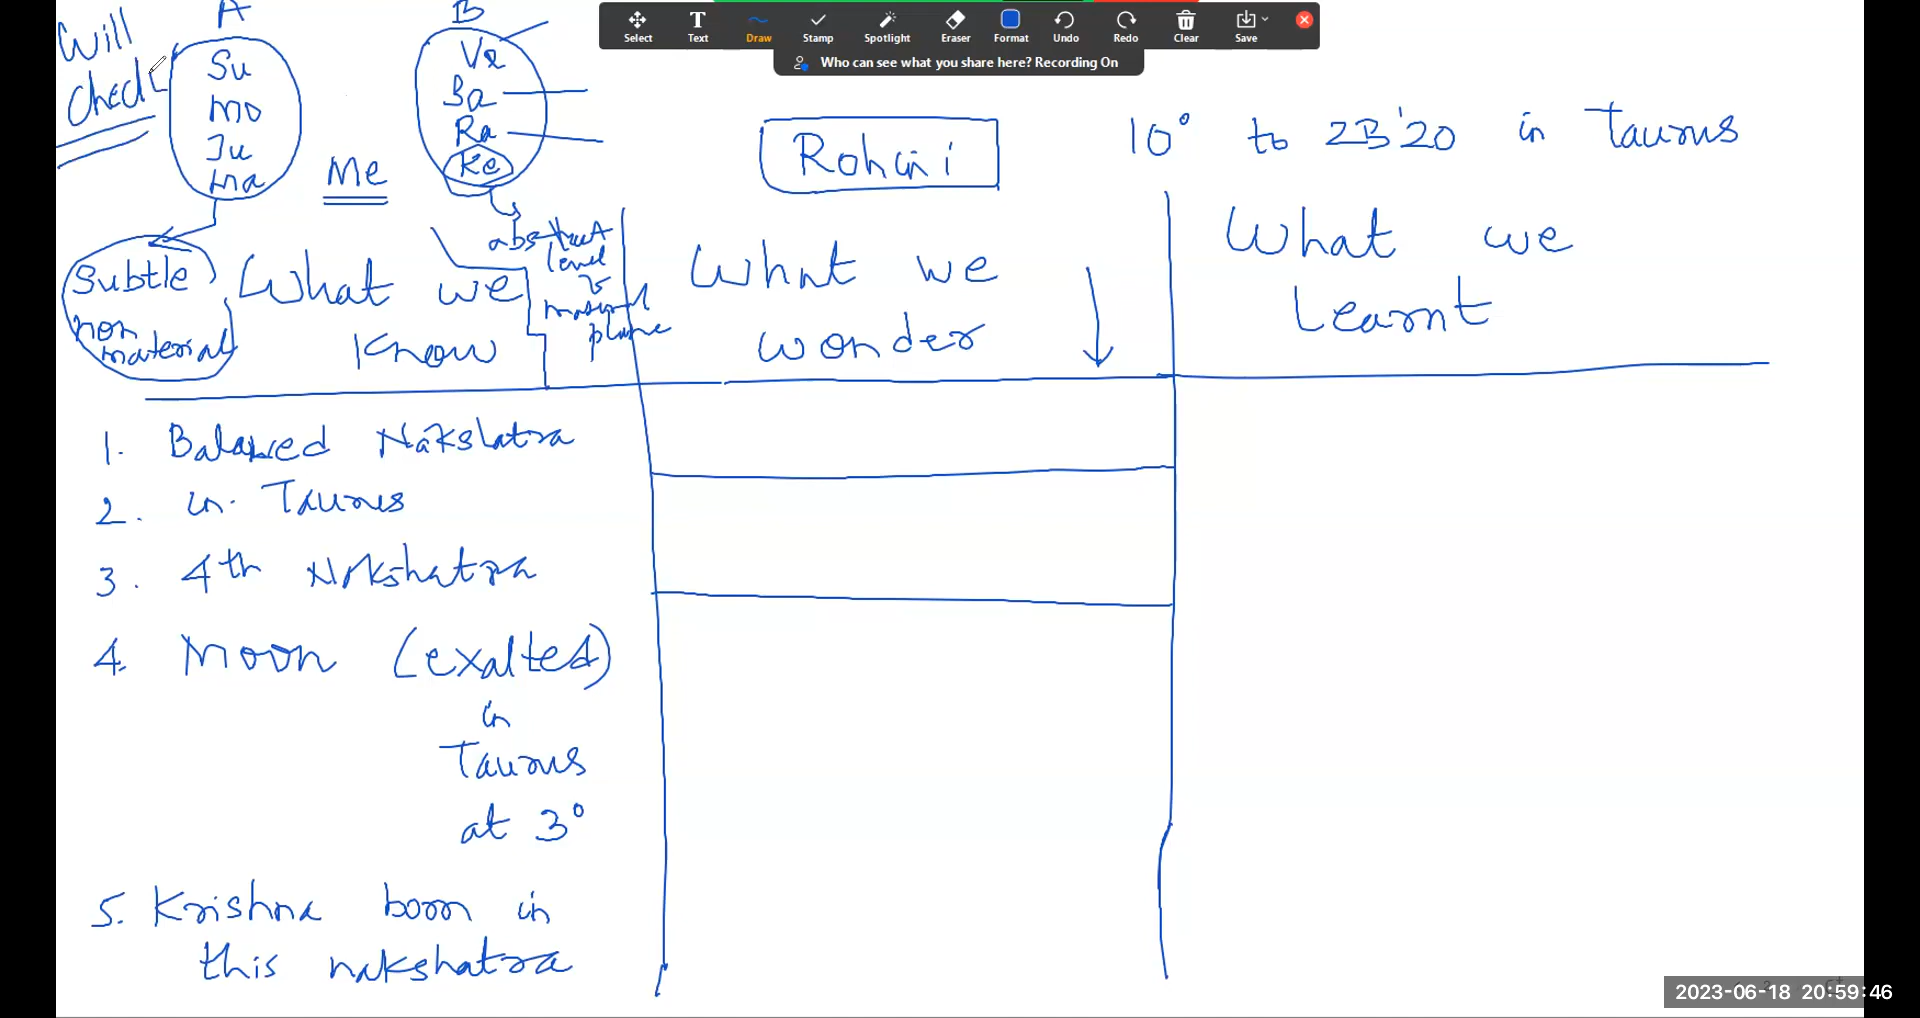 Select Text Draw Stamp Spotlight Eraser Format Undo Redo Clear Save
Who can see what you share here? Recording On
Will
check
A
Su
Mo
Ju
Ma
Me
B
Ve
Sa
Ra
Ke
Rohini
10° to 23'20 in Taurus
Subtle
non
material
abstract
level
material
plane
What we
Know
What we
wonder
What we
Learnt
1. Balanced Nakshatra
2. in Taurus
3. 4th Nakshatra
4. Moon (exalted)
in
Taurus
at 3°
5. Krishna born in
this nakshatra
2023-06-18 20:59:46